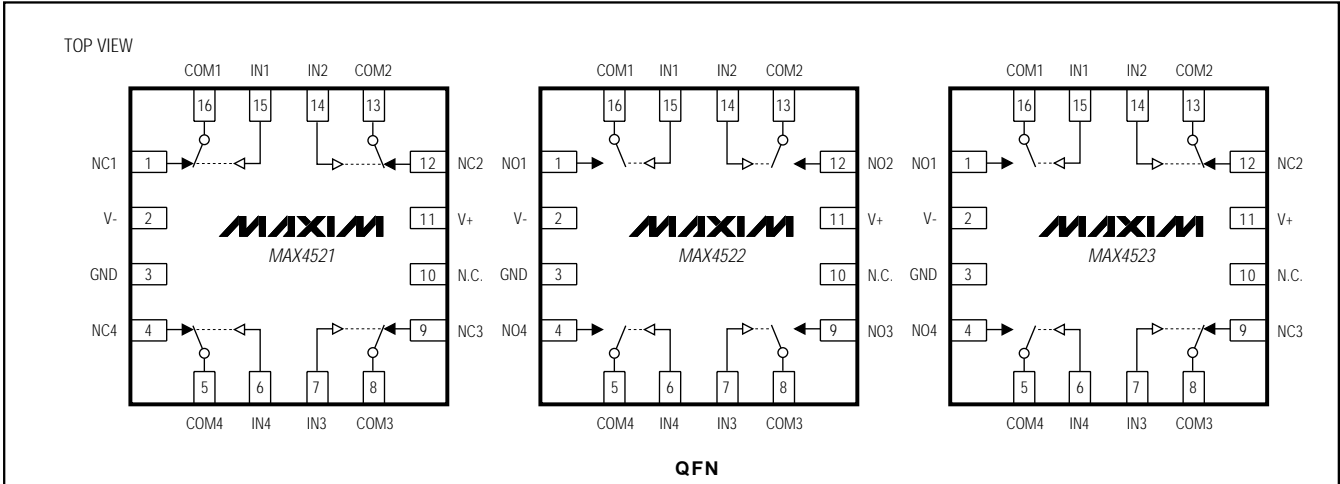 TOP VIEW
COM1 IN1 IN2 COM2 COM1 IN1 IN2 COM2 COM1 IN1 IN2 COM2
16 15 14 13 16 15 14 13 16 15 14 13
NC1 1 12 NC2 NO1 1 12 NO2 NO1 1 12 NC2
V- 2 11 V+ V- 2 11 V+ V- 2 11 V+
MAXIM MAXIM MAXIM
MAX4521 MAX4522 MAX4523
GND 3 10 N.C. GND 3 10 N.C. GND 3 10 N.C.
NC4 4 9 NC3 NO4 4 9 NO3 NO4 4 9 NC3
5 6 7 8 5 6 7 8 5 6 7 8
COM4 IN4 IN3 COM3 COM4 IN4 IN3 COM3 COM4 IN4 IN3 COM3
QFN